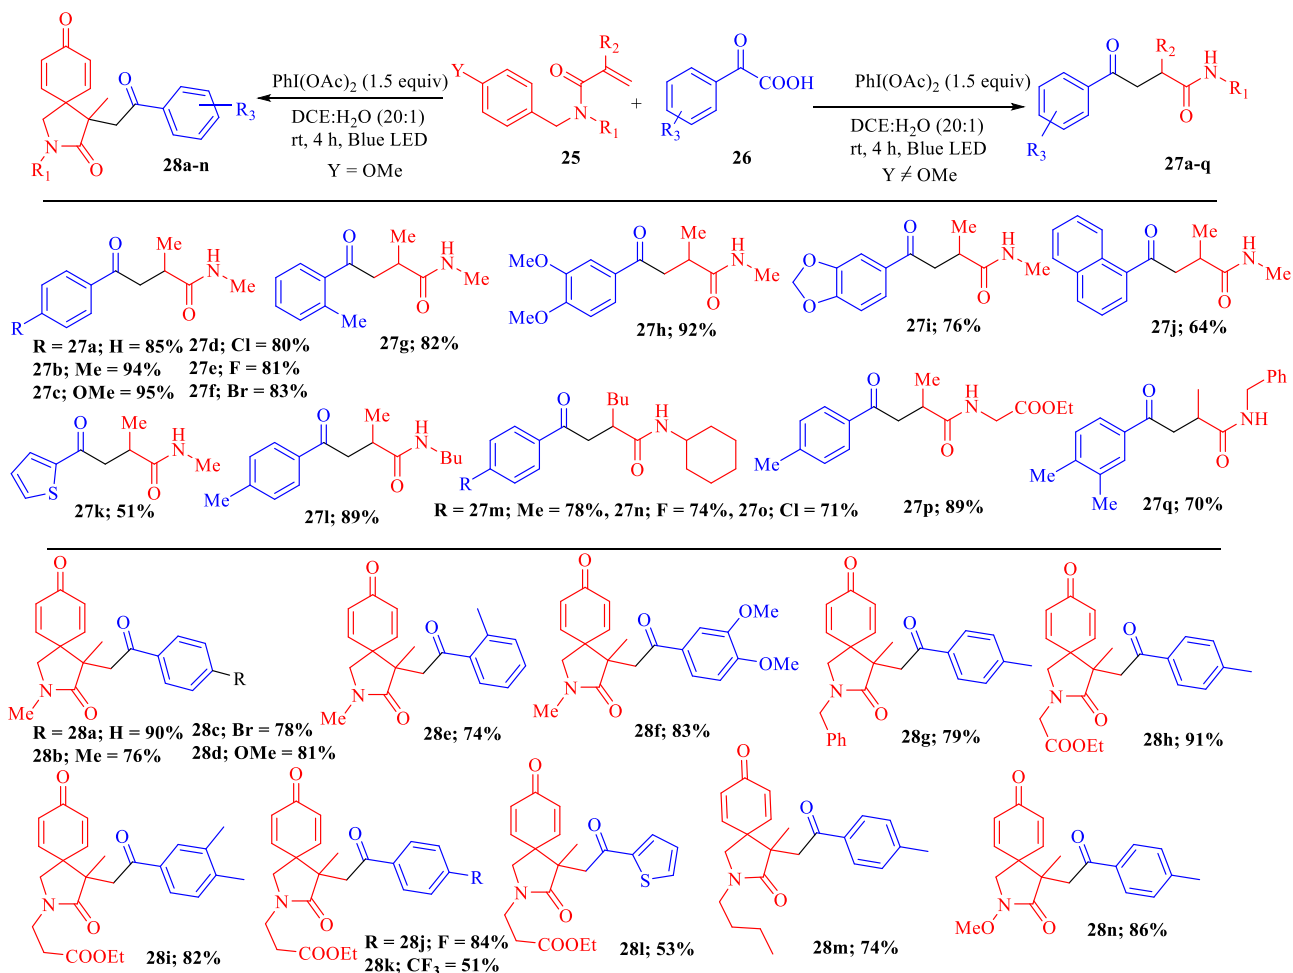 O
O
R3
N
R1
O
28a-n
PhI(OAc)2 (1.5 equiv)
DCE:H2O (20:1)
rt, 4 h, Blue LED
Y = OMe
Y
O
R2
N
R1
25
+
O
COOH
R3
26
PhI(OAc)2 (1.5 equiv)
DCE:H2O (20:1)
rt, 4 h, Blue LED
Y ≠ OMe
O
R2
H
N
R1
O
R3
27a-q
O
Me
H
N
Me
O
R
R = 27a; H = 85%
27b; Me = 94%
27c; OMe = 95%
27d; Cl = 80%
27e; F = 81%
27f; Br = 83%
O
CH3
H
N
Me
O
Me
27g; 82%
O
Me
H
N
Me
O
MeO
MeO
27h; 92%
O
CH3
H
N
Me
O
O
O
27i; 76%
O
Me
H
N
Me
O
27j; 64%
O
Me
H
N
Me
O
S
27k; 51%
O
Me
H
N
Bu
O
Me
27l; 89%
O
Bu
H
N
O
R
R = 27m; Me = 78%, 27n; F = 74%, 27o; Cl = 71%
O
CH3
H
N
COOEt
O
Me
27p; 89%
O
Ph
NH
O
Me
Me
27q; 70%
O
O
N
Me
O
R
R = 28a; H = 90%
28b; Me = 76%
28c; Br = 78%
28d; OMe = 81%
O
O
N
Me
O
28e; 74%
O
O
OMe
OMe
N
Me
O
28f; 83%
O
O
N
O
Ph
28g; 79%
O
O
N
O
COOEt
28h; 91%
O
O
N
O
COOEt
28i; 82%
O
O
R
N
O
COOEt
R = 28j; F = 84%
28k; CF3 = 51%
O
O
S
N
O
COOEt
28l; 53%
O
O
N
O
28m; 74%
O
O
N
OMe
O
28n; 86%